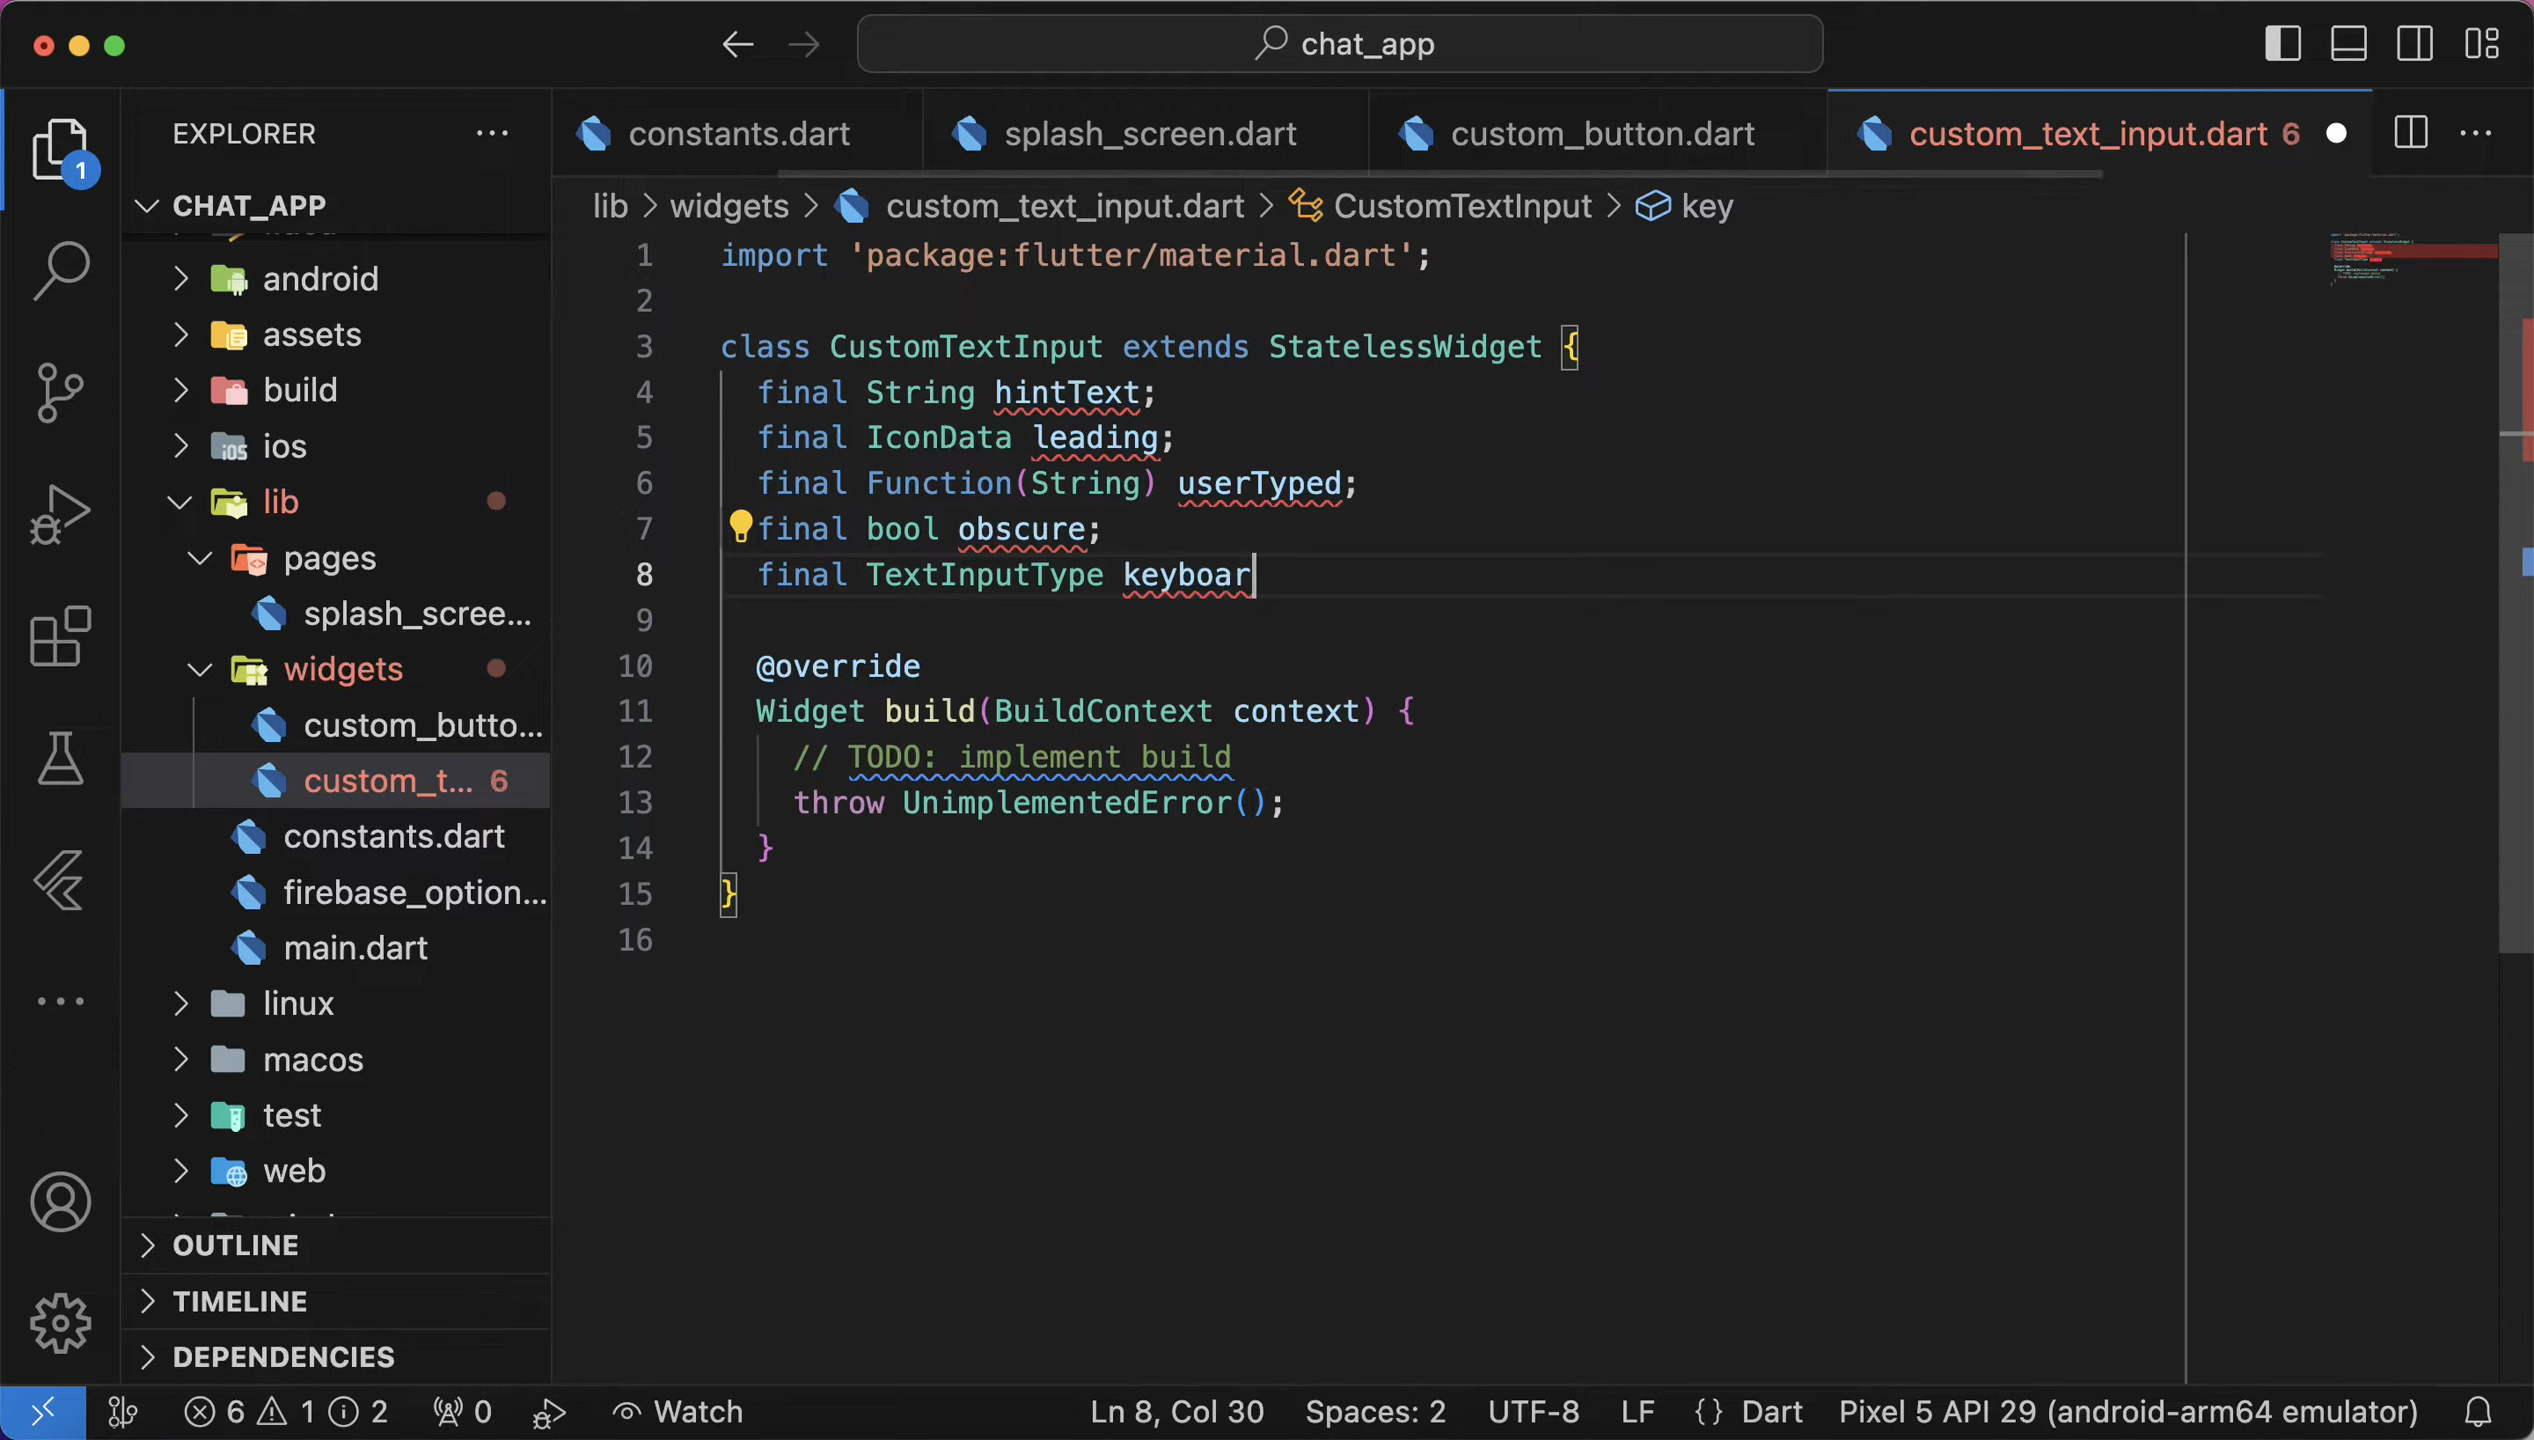 chat_app
EXPLORER
constants.dart
splash_screen.dart
custom_button.dart
custom_text_input.dart 6
1
CHAT_APP
lib > widgets > custom_text_input.dart > CustomTextInput > key
android
assets
build
ios
lib
pages
splash_scree...
widgets
custom_butto...
custom_t... 6
constants.dart
firebase_option...
main.dart
linux
macos
test
web
OUTLINE
TIMELINE
DEPENDENCIES
1 import 'package:flutter/material.dart';
2
3 class CustomTextInput extends StatelessWidget {
4 final String hintText;
5 final IconData leading;
6 final Function(String) userTyped;
7 final bool obscure;
8 final TextInputType keyboar
9
10 @override
11 Widget build(BuildContext context) {
12 // TODO: implement build
13 throw UnimplementedError();
14 }
15 }
16
6 1 2 0 Watch Ln 8, Col 30 Spaces: 2 UTF-8 LF {} Dart Pixel 5 API 29 (android-arm64 emulator)